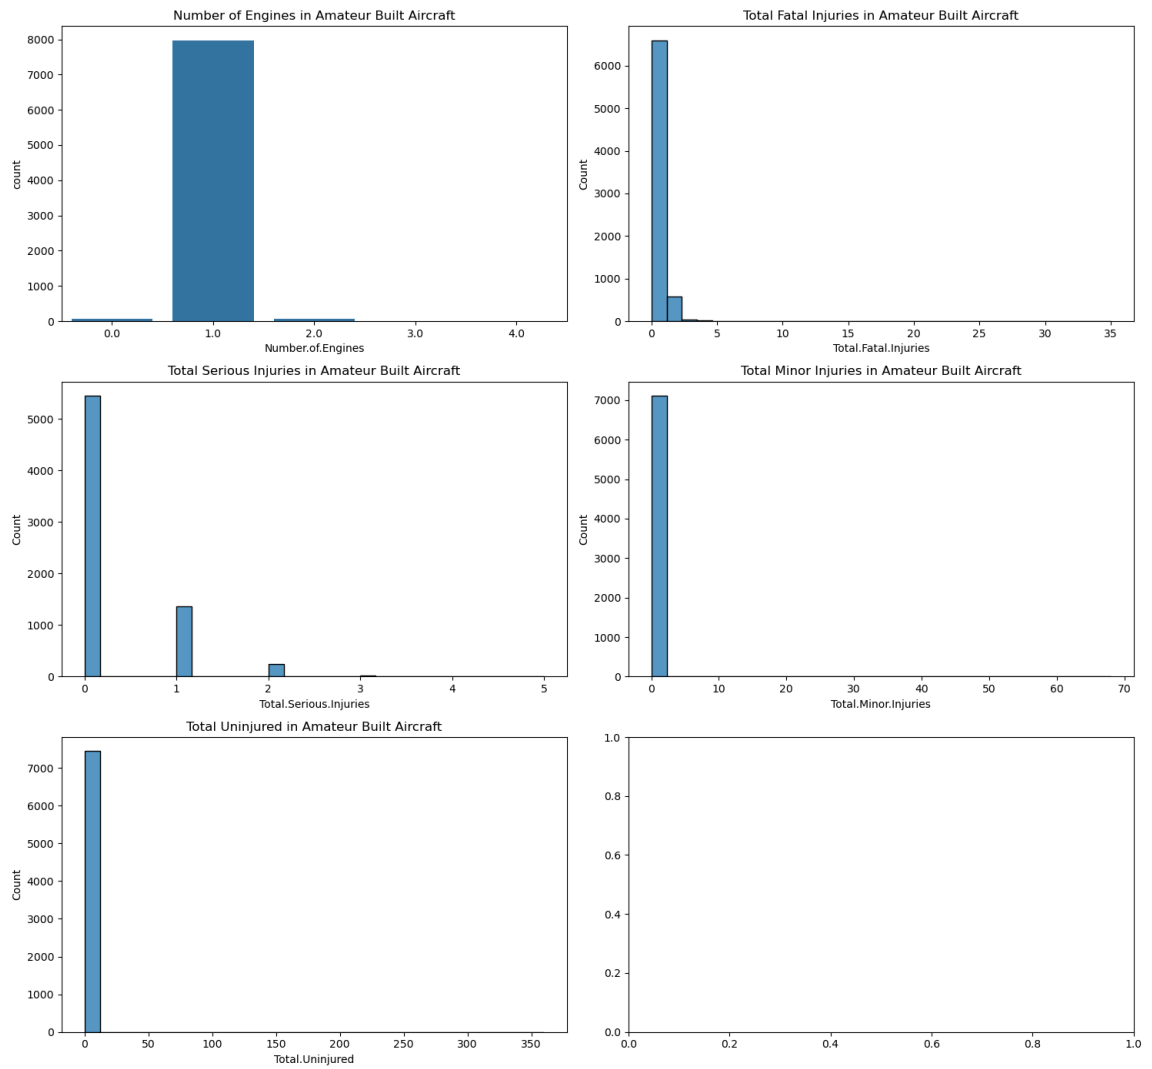 Number of Engines in Amateur Built Aircraft
8000
7000
6000
5000
4000
3000
2000
1000
0
count
0.0 1.0 2.0 3.0 4.0
Number.of.Engines
Total Fatal Injuries in Amateur Built Aircraft
6000
5000
4000
3000
2000
1000
0
Count
0 5 10 15 20 25 30 35
Total.Fatal.Injuries
Total Serious Injuries in Amateur Built Aircraft
5000
4000
3000
2000
1000
0
Count
0 1 2 3 4 5
Total.Serious.Injuries
Total Minor Injuries in Amateur Built Aircraft
7000
6000
5000
4000
3000
2000
1000
0
Count
0 10 20 30 40 50 60 70
Total.Minor.Injuries
Total Uninjured in Amateur Built Aircraft
7000
6000
5000
4000
3000
2000
1000
0
Count
0 50 100 150 200 250 300 350
Total.Uninjured
1.0
0.8
0.6
0.4
0.2
0.0
0.0 0.2 0.4 0.6 0.8 1.0